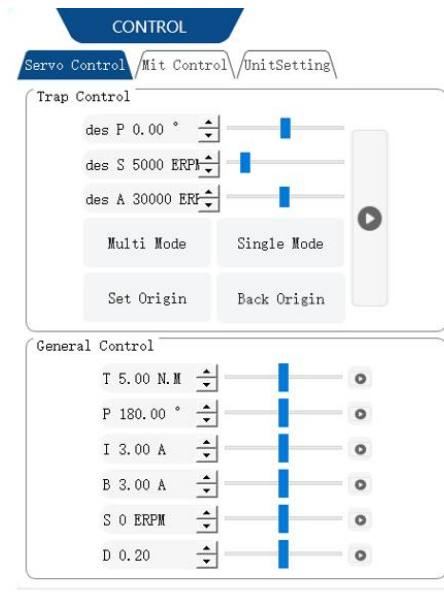 CONTROL
Servo Control Mit Control UnitSetting
Trap Control
des P 0.00 °
des S 5000 ERPM
des A 30000
Multi Mode Single Mode
Set Origin Back Origin
General Control
T 5.00 N.M
P 180.00 °
I 3.00 A
B 3.00 A
S 0 ERPM
D 0.20